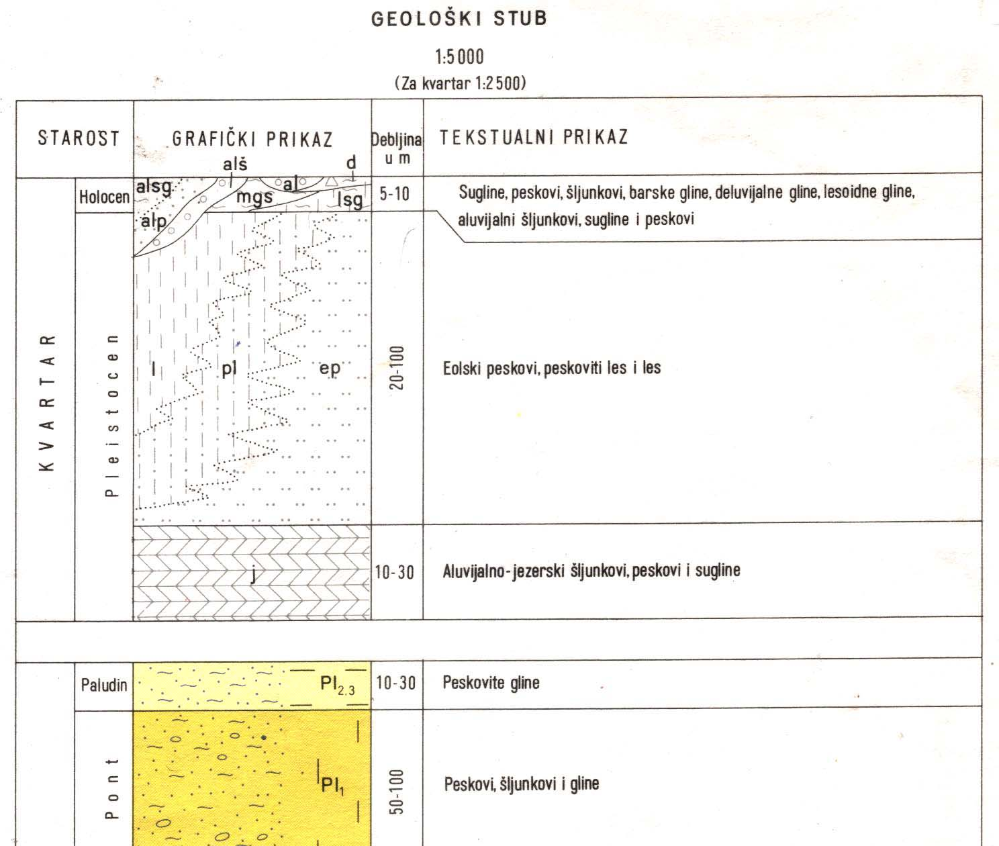 GEOLOŠKI STUB
1:5000
(Za kvartar 1:2500)
STAROST
GRAFIČKI PRIKAZ
Debljina
u m
TEKSTUALNI PRIKAZ
KVARTAR
Holocen
alsg
alš
d
al
mgs
lsg
alp
5-10
Sugline, peskovi, šljunkovi, barske gline, deluvijalne gline, lesoidne gline,
aluvijalni šljunkovi, sugline i peskovi
Pleistocen
l
pl
ep
20-100
Eolski peskovi, peskoviti les i les
j
10-30
Aluvijalno-jezerski šljunkovi, peskovi i sugline
Paludin
Pl2.3
10-30
Peskovite gline
Pont
Pl1
50-100
Peskovi, šljunkovi i gline